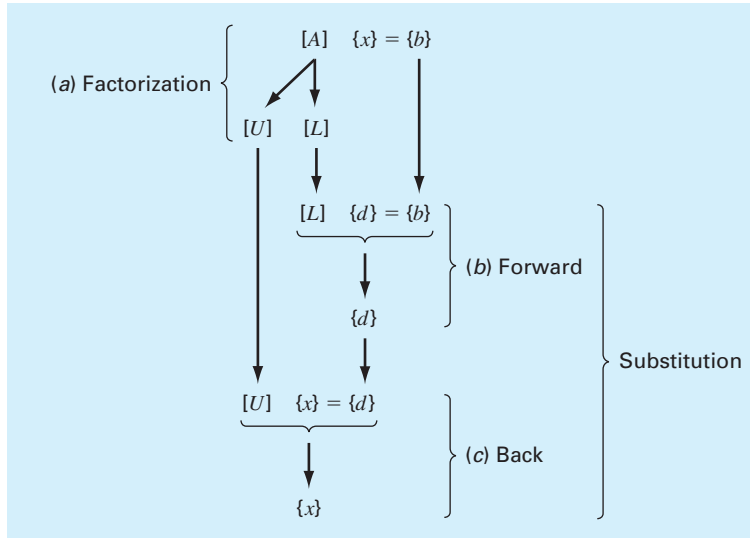 [A] {x} = {b}
(a) Factorization
[U] [L]
[L] {d} = {b}
(b) Forward
{d}
Substitution
[U] {x} = {d}
(c) Back
{x}